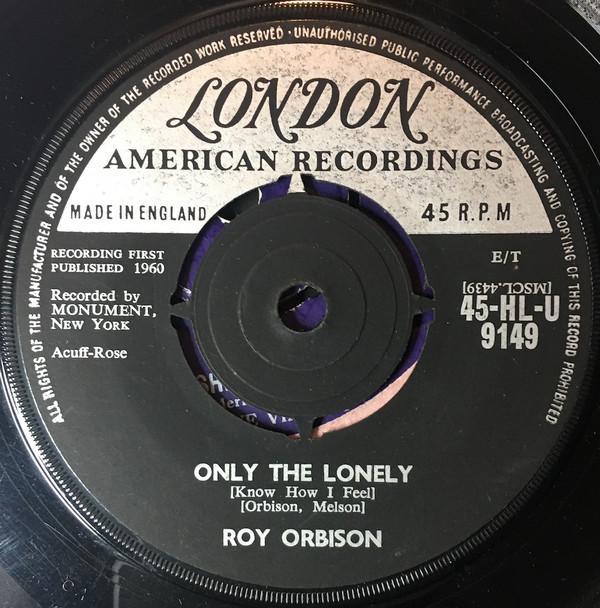 ALL RIGHTS OF THE MANUFACTURER AND OF THE OWNER OF THE RECORDED WORK RESERVED · UNAUTHORISED PUBLIC PERFORMANCE BROADCASTING AND COPYING OF THIS RECORD PROHIBITED
LONDON
AMERICAN RECORDINGS
MADE IN ENGLAND
45 R.P.M
RECORDING FIRST
PUBLISHED 1960
E/T
Recorded by
MONUMENT,
New York
[MSCL.4439]
45-HL-U
9149
Acuff-Rose
ONLY THE LONELY
[Know How I Feel]
[Orbison, Melson]
ROY ORBISON